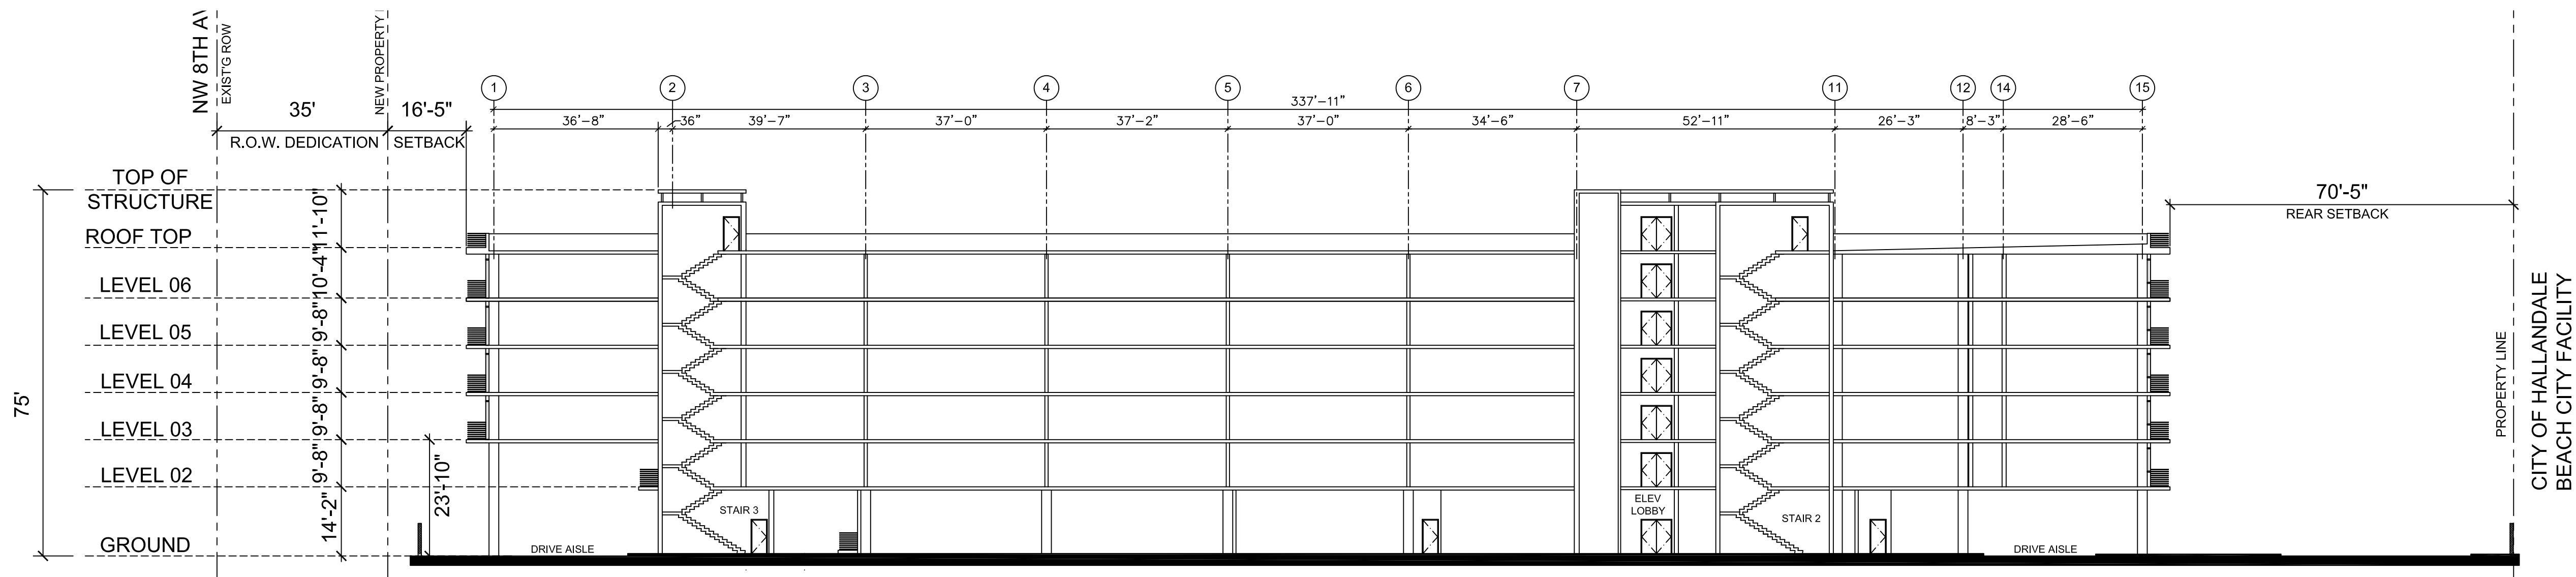 NW 8TH AV
EXIST'G ROW
NEW PROPERTY
35'
R.O.W. DEDICATION
16'-5"
SETBACK
1
2
3
4
5
6
7
11
12
14
15
337'-11"
36'-8"
36"
39'-7"
37'-0"
37'-2"
37'-0"
34'-6"
52'-11"
26'-3"
8'-3"
28'-6"
TOP OF
STRUCTURE
ROOF TOP
LEVEL 06
LEVEL 05
LEVEL 04
LEVEL 03
LEVEL 02
GROUND
75'
11'-10"
10'-4"
9'-8"
9'-8"
9'-8"
9'-8"
14'-2"
23'-10"
70'-5"
REAR SETBACK
STAIR 3
ELEV
LOBBY
STAIR 2
DRIVE AISLE
DRIVE AISLE
PROPERTY LINE
CITY OF HALLANDALE
BEACH CITY FACILITY